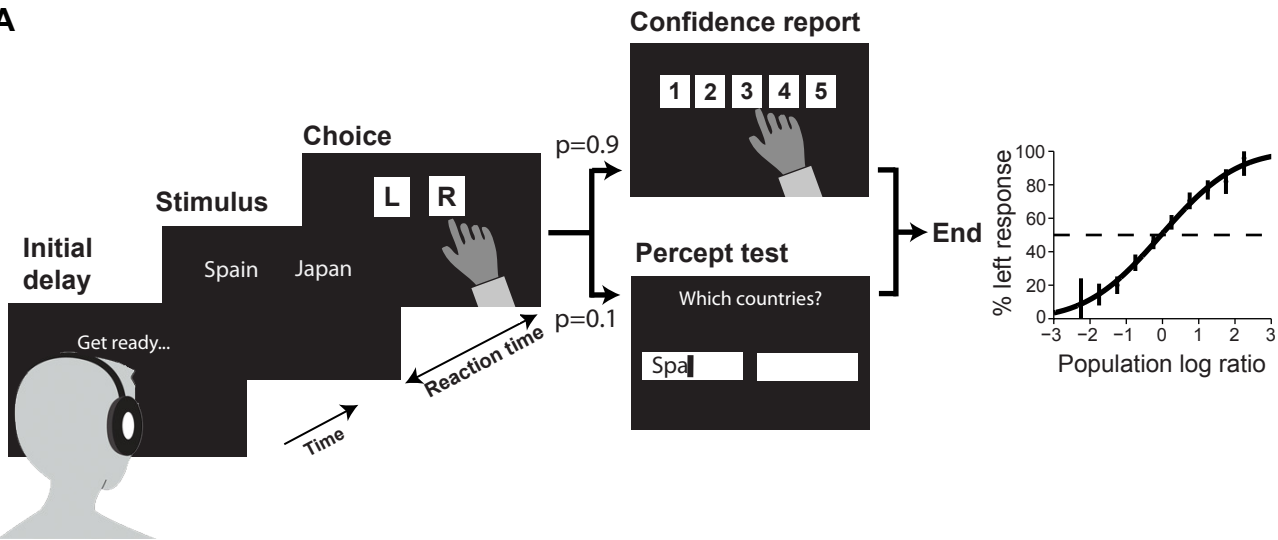 A
Initial
delay
Get ready...
Stimulus
Spain Japan
Choice
L R
Reaction time
Time
p=0.9
p=0.1
Confidence report
1 2 3 4 5
Percept test
Which countries?
Spa
End
% left response
100
80
60
40
20
0
−3 −2 −1 0 1 2 3
Population log ratio